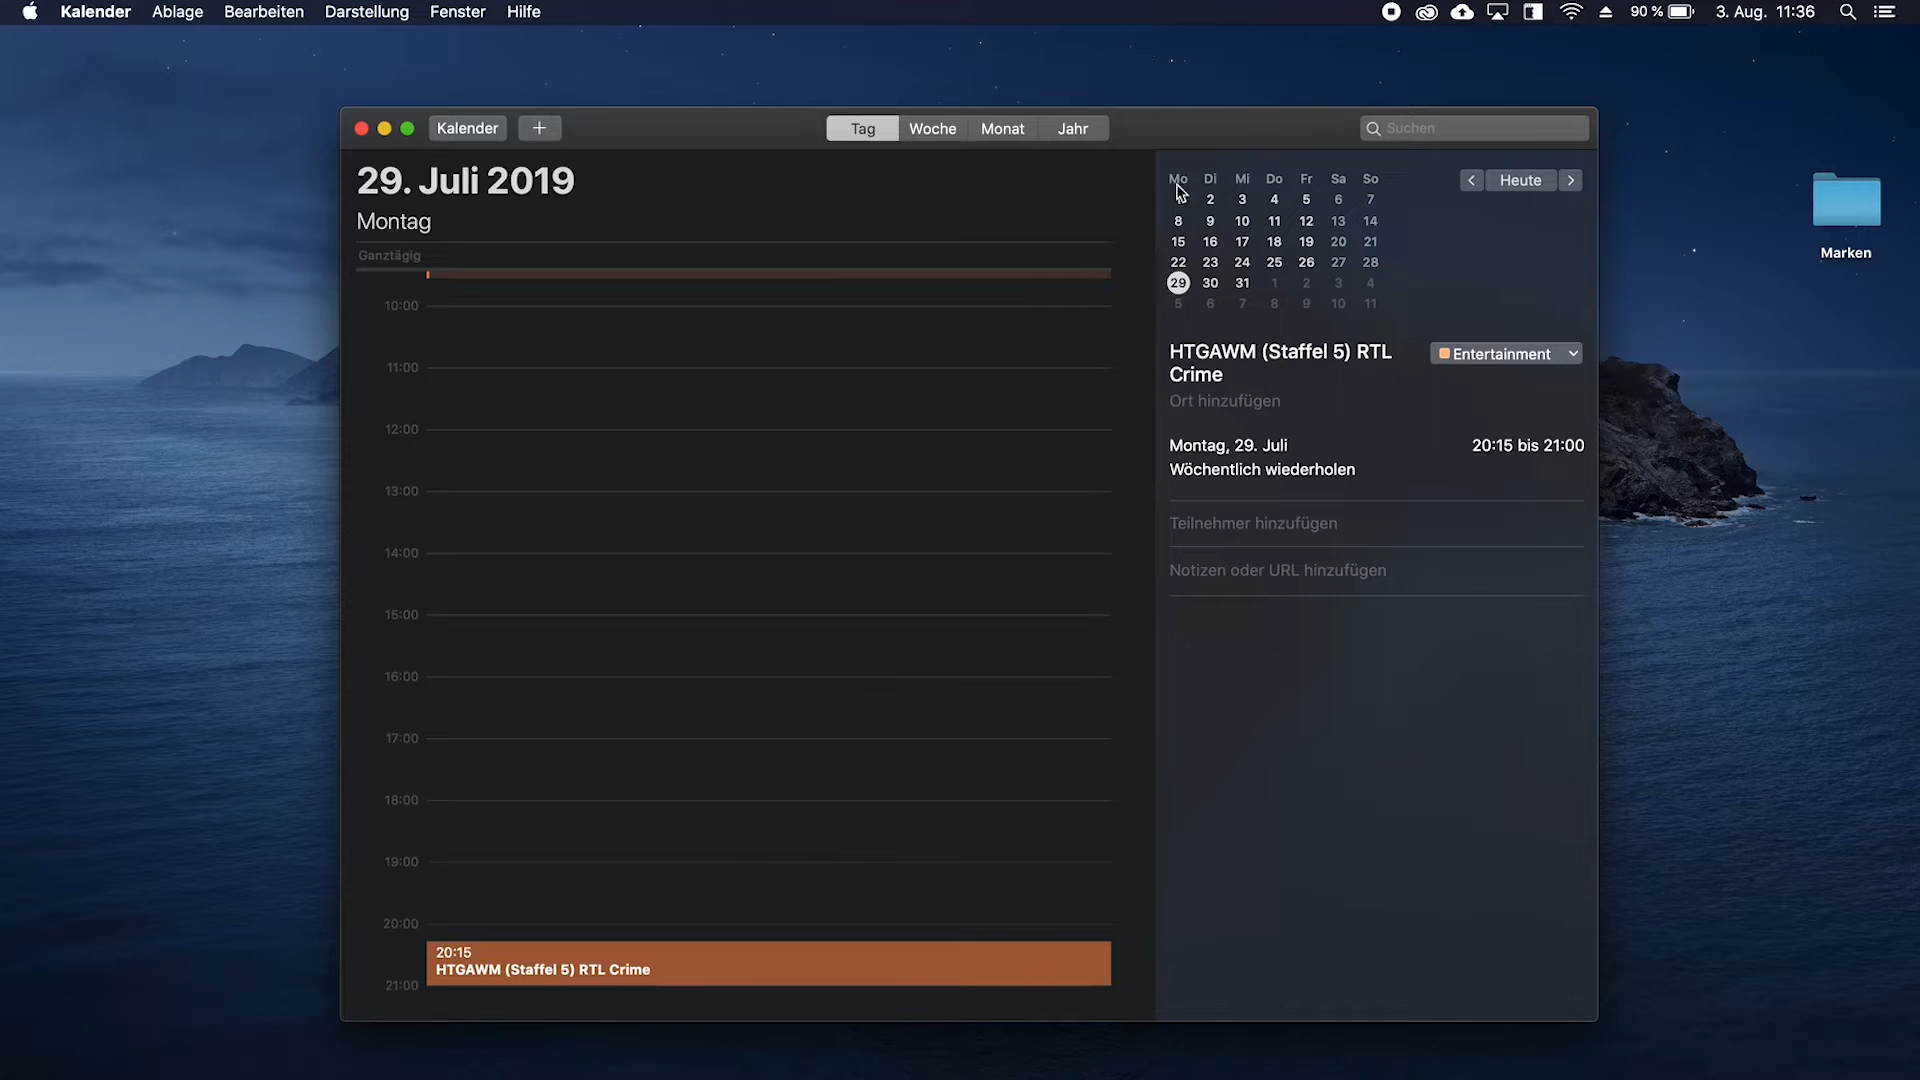 Kalender Ablage Bearbeiten Darstellung Fenster Hilfe
90 % 3. Aug. 11:36
Kalender + Tag Woche Monat Jahr Suchen
29. Juli 2019
Montag
Ganztägig
10:00
11:00
12:00
13:00
14:00
15:00
16:00
17:00
18:00
19:00
20:00
20:15
HTGAWM (Staffel 5) RTL Crime
21:00
Mo Di Mi Do Fr Sa So
2 3 4 5 6 7
8 9 10 11 12 13 14
15 16 17 18 19 20 21
22 23 24 25 26 27 28
29 30 31 1 2 3 4
5 6 7 8 9 10 11
< Heute >
HTGAWM (Staffel 5) RTL
Crime
Entertainment
Ort hinzufügen
Montag, 29. Juli 20:15 bis 21:00
Wöchentlich wiederholen
Teilnehmer hinzufügen
Notizen oder URL hinzufügen
Marken